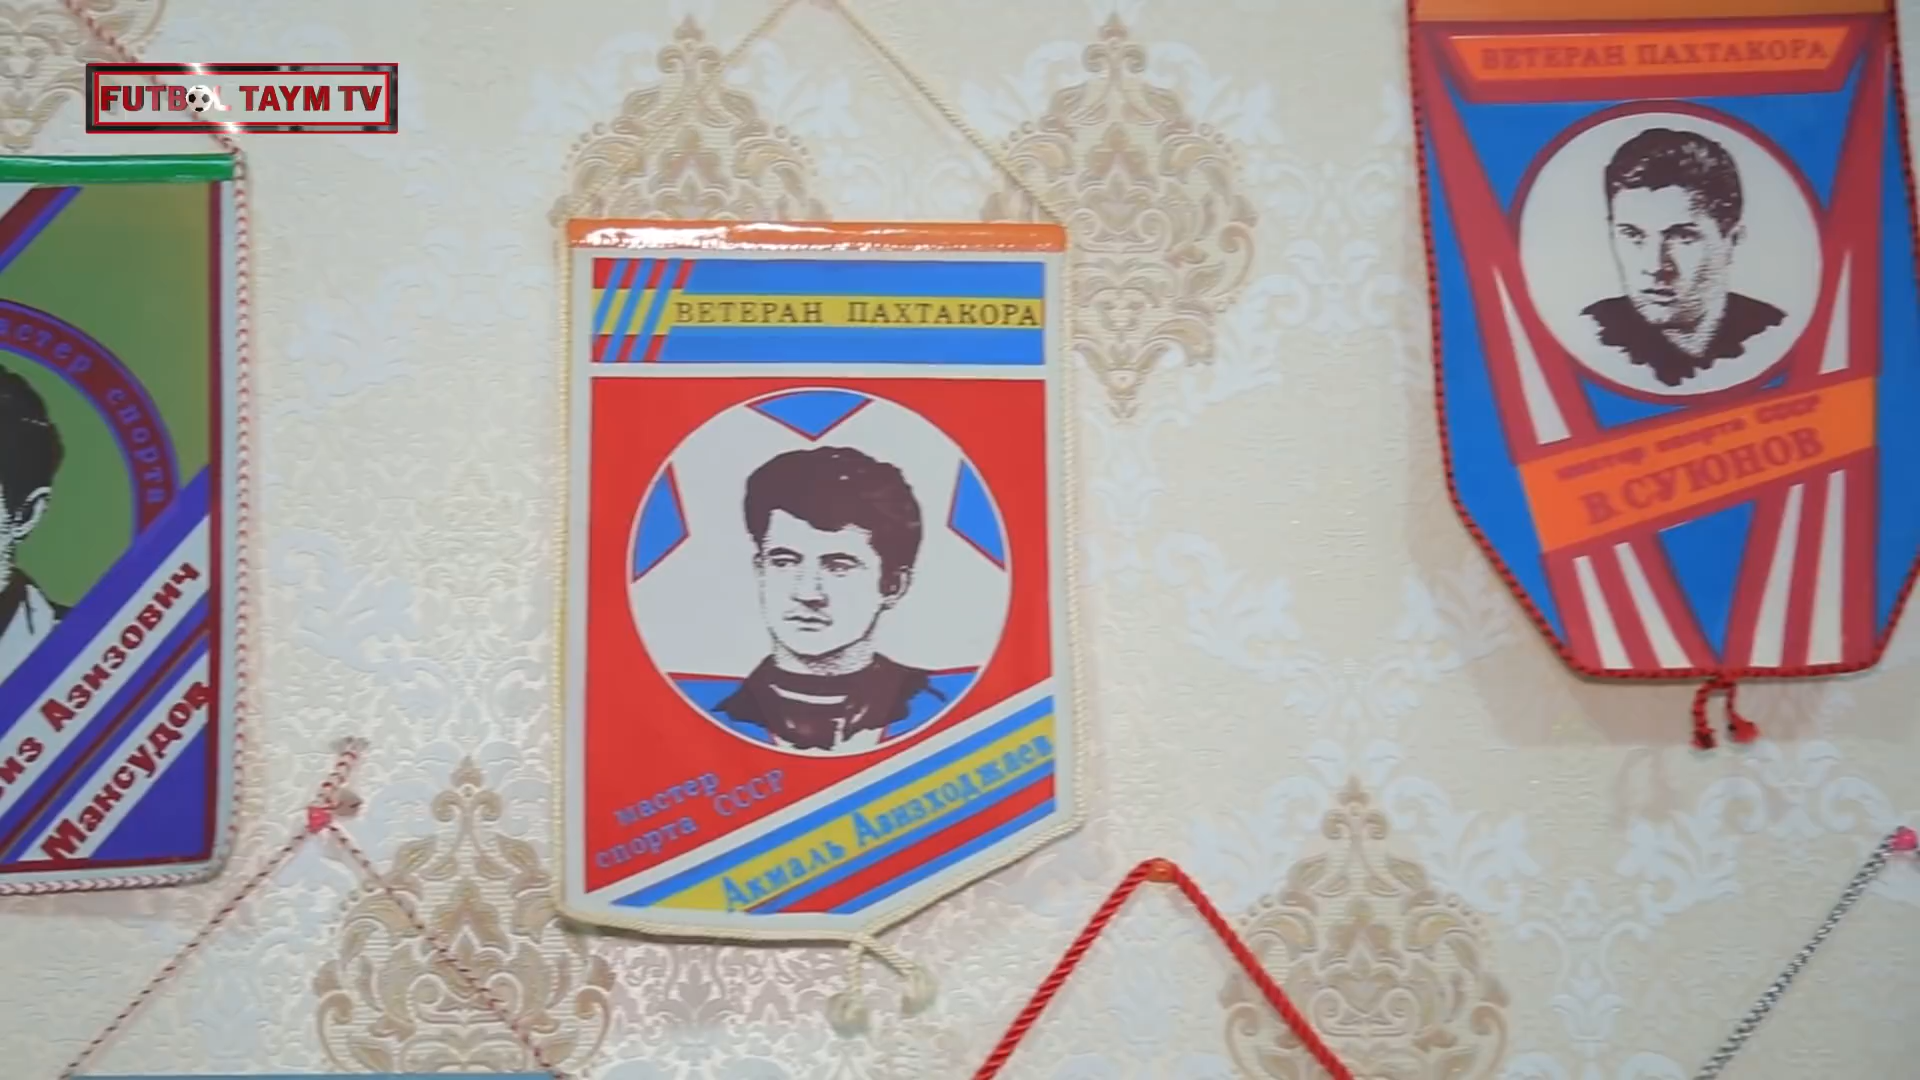 FUTBOL TAYM TV
мастер спорта
Азизович
Мансудов
ВЕТЕРАН ПАХТАКОРА
мастер
спорта СССР
Акмаль Азизходжаев
ВЕТЕРАН ПАХТАКОРА
мастер спорта СССР
В СУЮНОВ